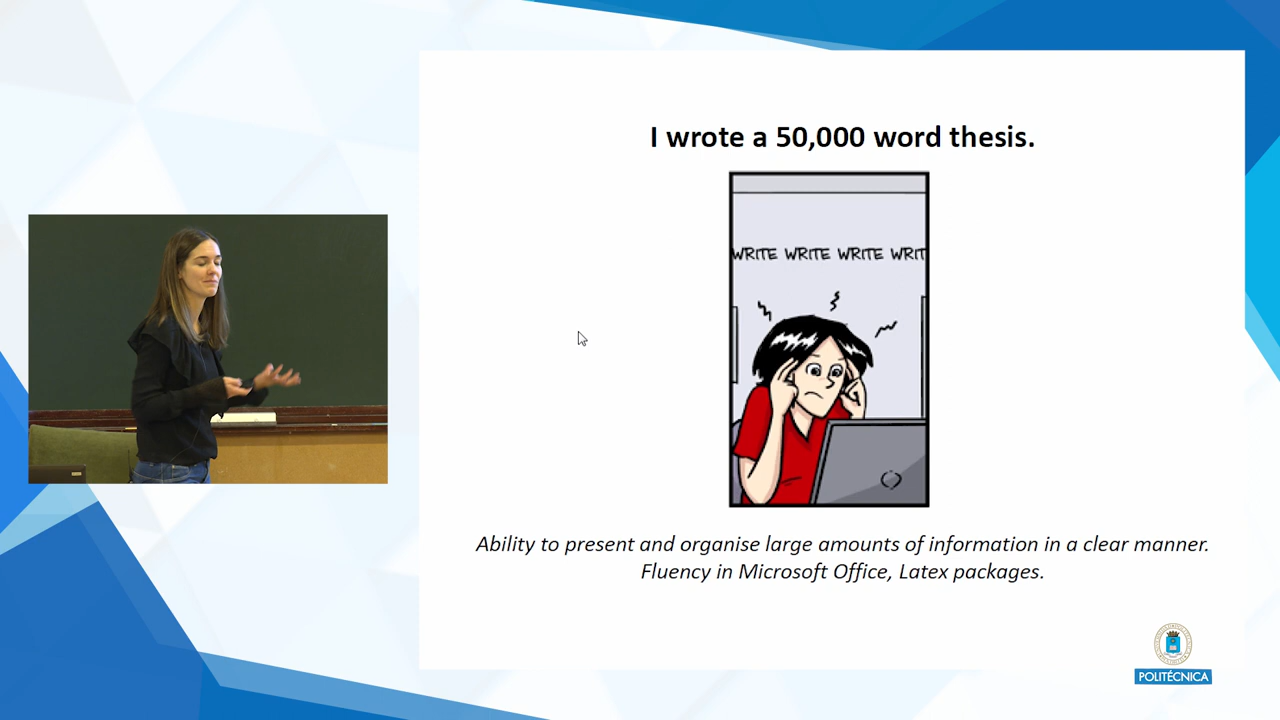 I wrote a 50,000 word thesis.
WRITE WRITE WRITE WRIT
Ability to present and organise large amounts of information in a clear manner.
Fluency in Microsoft Office, Latex packages.
POLITÉCNICA